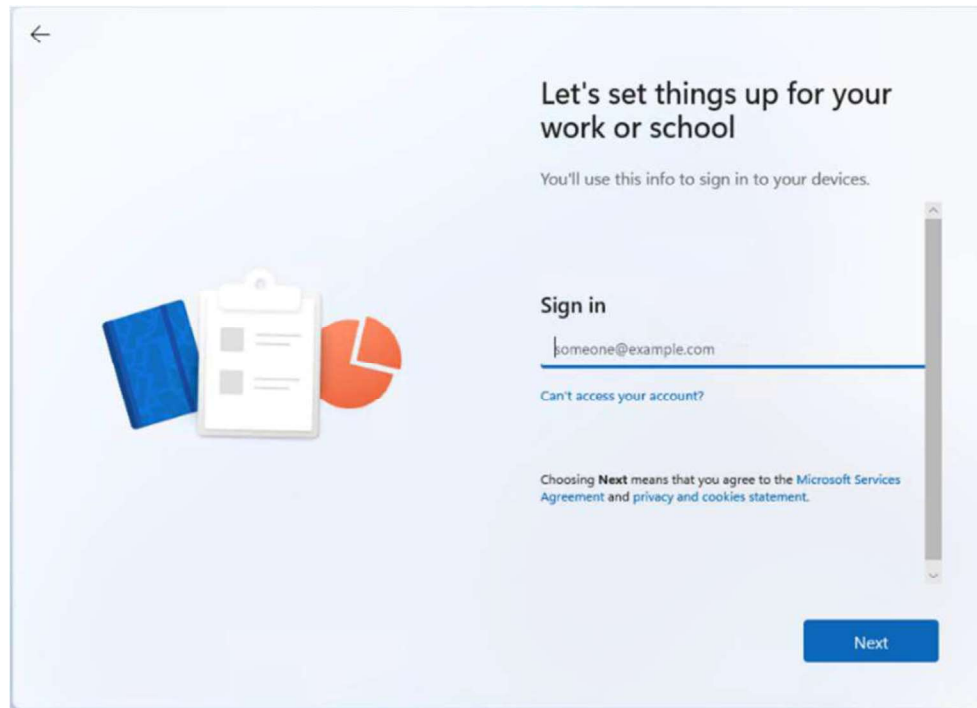 Let's set things up for your
work or school
You'll use this info to sign in to your devices.
Sign in
someone@example.com
Can't access your account?
Choosing Next means that you agree to the Microsoft Services
Agreement and privacy and cookies statement.
Next